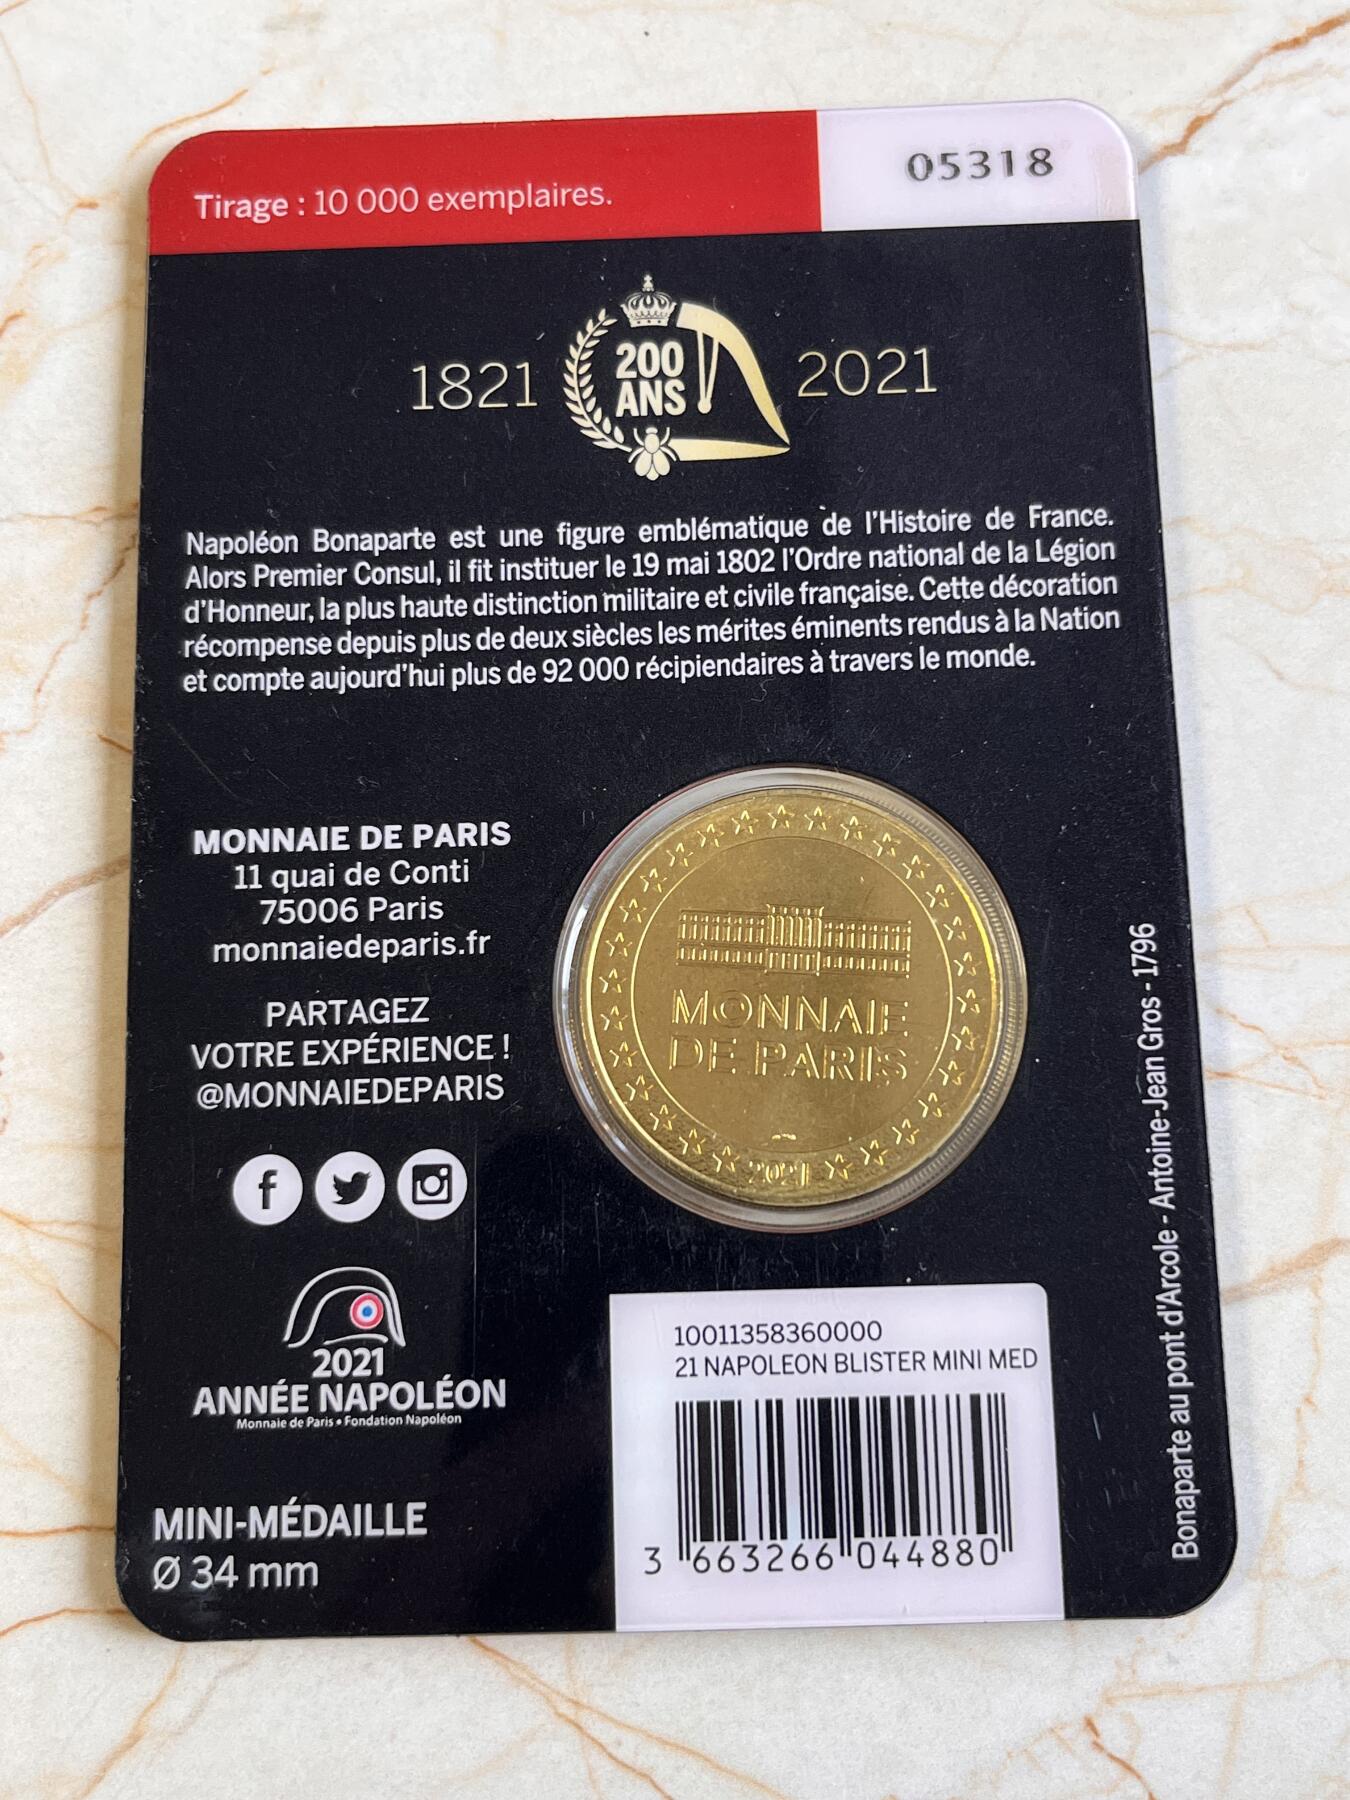 Tirage : 10 000 exemplaires.
05318
1821
200
ANS
2021
Napoléon Bonaparte est une figure emblématique de l'Histoire de France.
Alors Premier Consul, il fit instituer le 19 mai 1802 l'Ordre national de la Légion
d'Honneur, la plus haute distinction militaire et civile française. Cette décoration
récompense depuis plus de deux siècles les mérites éminents rendus à la Nation
et compte aujourd'hui plus de 92 000 récipiendaires à travers le monde.
MONNAIE DE PARIS
11 quai de Conti
75006 Paris
monnaiedeparis.fr
PARTAGEZ
VOTRE EXPÉRIENCE !
@MONNAIEDEPARIS
f
2021
ANNÉE NAPOLÉON
Monnaie de Paris • Fondation Napoléon
MINI-MÉDAILLE
Ø 34 mm
MONNAIE
DE PARIS
2021
10011358360000
21 NAPOLEON BLISTER MINI MED
3 663266 044880
Bonaparte au pont d'Arcole - Antoine-Jean Gros - 1796